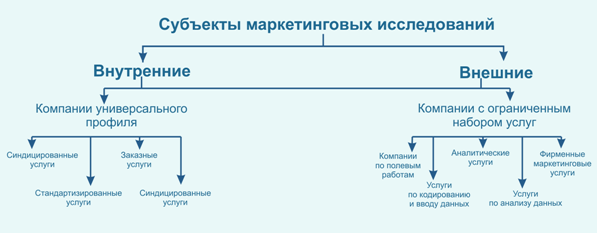 Субъекты маркетинговых исследований
Внутренние
Внешние
Компании универсального
профиля
Компании с ограниченным
набором услуг
Синдицированные
услуги
Стандартизированные
услуги
Заказные
услуги
Синдицированные
услуги
Компании
по полевым
работам
Услуги
по кодированию
и вводу данных
Аналитические
услуги
Услуги
по анализу данных
Фирменные
маркетинговые
услуги